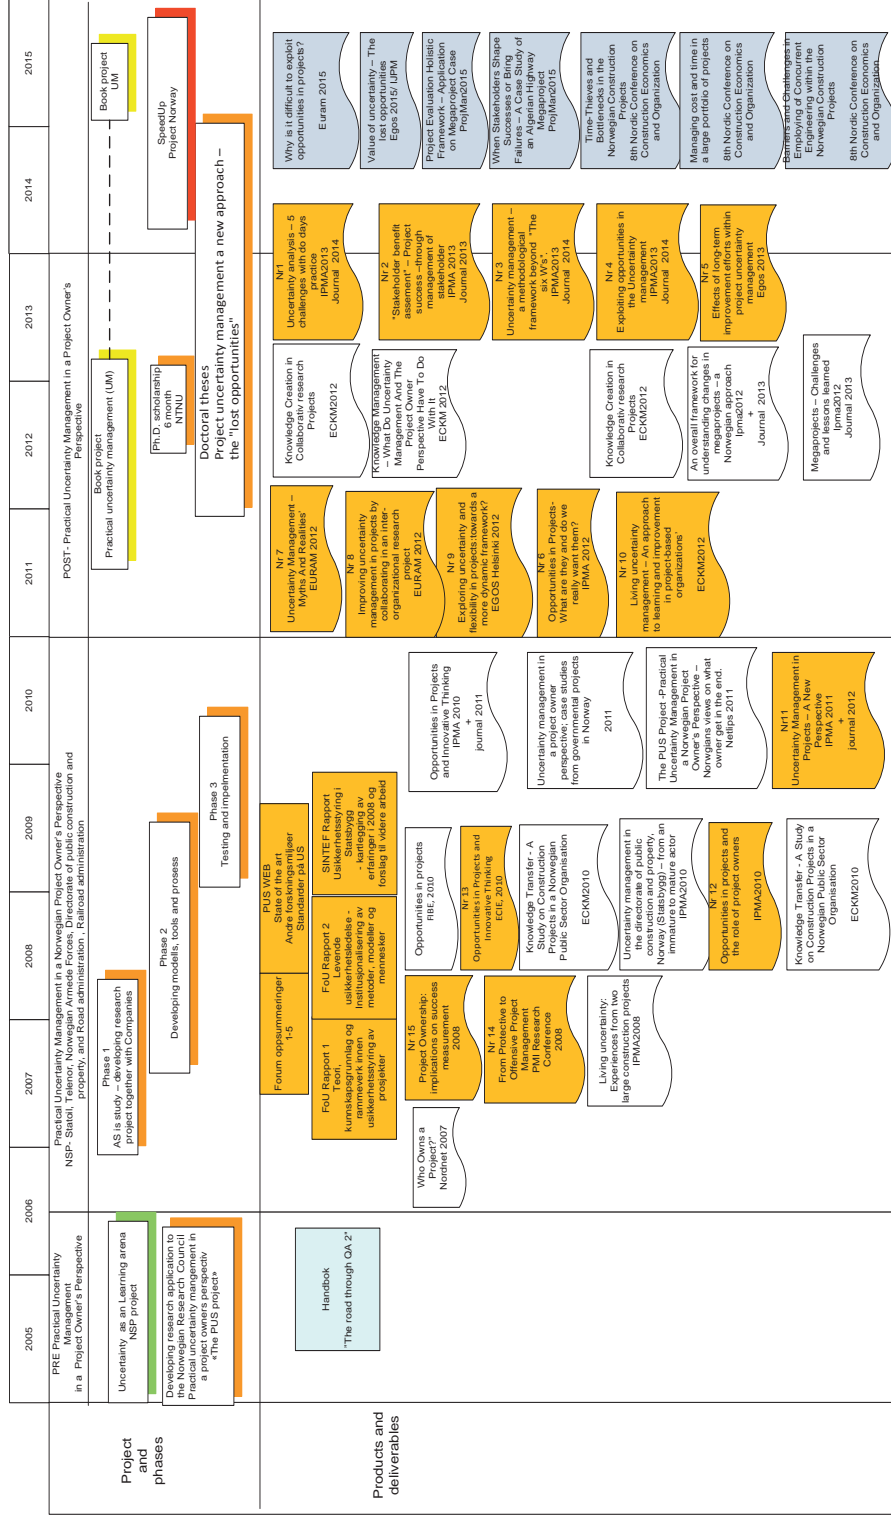 2005
2006
2007
2008
2009
2010
2011
2012
2013
2014
2015
PRE Practical Uncertainty
Management
in a Project Owner's Perspective
Practical Uncertainty Management in a Norwegian Project Owner's Perspective
NSP- Statoil, Telenor, Norwegian Armede Forces, Directorate of public construction and
property, and Road administration , Railroad administration
POST- Practical Uncertainty Management in a Project Owner's
Perspective
Project
and
phases
Uncertainty as an Learning arena
NSP project
Developing research application to
the Norwegian Research Council
Practical uncertainty mangement in
a project owners perspectiv
«The PUS project»
Phase 1
AS is study – developing research
project together with Companies
Phase 2
Developing modells, tools and prosess
Phase 3
Testing and impelmentation
Book project
Practical uncertainty management (UM)
Ph.D. scholarship
6 month
NTNU
Book project
UM
SpeedUp
Project Norway
Doctoral theses
Project uncertainty management a new approach –
the "lost opportunities"
Products and
deliverables
Handbok
"The road through QA 2"
Forum oppsummeringer
1-5
PUS WEB
State of the art
Andre forskningsmiljøer
Standarder på US
FoU Rapport 1
Teori,
kunnskapsgrunnlag og
rammeverk innen
usikkerhetsstyring av
prosjekter
FoU Rapport 2
Levende
usikkerhetsledelse -
Institusjonalisering av
metoder, modeller og
mennesker
SINTEF Rapport
Usikkerhetsstyring i
Statsbygg
- kartlegging av
erfaringer i 2008 og
forslag til videre arbeid
Who Owns a
Project?"
Nordnet 2007
Nr 15
Project Ownership:
implications on success
measurement
2008
Nr 14
From Protective to
Offensive Project
Management
PMI Research
Conference
2008
Living uncertainty:
Experiences from two
large construction projects
IPMA2008
Opportunities in projects
FIBE, 2010
Nr 13
Opportunities in Projects and
Innovative Thinking
ECIE, 2010
Knowledge Transfer - A
Study on Construction
Projects in a Norwegian
Public Sector Organisation
ECKM2010
Uncertainty management in
the directorate of public
construction and property,
Norway (Statsbygg) – from an
immature to mature actor
IPMA2010
Nr 12
Opportunities in projects and
the role of project owners
IPMA2010
Knowledge Transfer - A Study
on Construction Projects in a
Norwegian Public Sector
Organisation
ECKM2010
Opportunities in Projects
and Innovative Thinking
IPMA 2010
+
journal 2011
Uncertainty management in
a project owner
perspective; case studies
from governmental projects
in Norway
2011
The PUS Project -Practical
Uncertainty Management in
a Norwegian Project
Owner's Perspective –
Norwgians views on what
owner get in the end.
Netlips 2011
Nr11
Uncertainty Management in
Projects – A New
Perspective
IPMA 2011
+
journal 2012
Nr 7
Uncertainty Management –
Myths And Realities'
EURAM 2012
Nr 8
Improving uncertainty
management in projects by
collaborating in an inter-
organizational research
project
EURAM 2012
Nr 9
Exploring uncertainty and
flexibility in projects:towards a
more dynamic framework?
EGOS Helsinki 2012
Nr 6
Opportunities in Projects-
What are they and do we
really want them?
IPMA 2012
Nr 10
Living uncertainty
management – An approach
to learning and improvement
in project-based
organizations'
ECKM2012
Knowledge Creation in
Collaborativ research
Projects
ECKM2012
Knowledge Management
– What Do Uncertainty
Management And The
Project Owner
Perspective Have To Do
With It
ECKM 2012
Knowledge Creation in
Collaborativ research
Projects
ECKM2012
An overall framework for
understanding changes in
megaprojects – a
Norwegian approach
Ipma2012
+
Journal 2013
Megaprojects – Challenges
and lessons learned
Ipma2012
Journal 2013
Nr1
Uncertainty analysis – 5
challenges with do days
practice
IPMA2013
Journal 2014
Nr 2
"Stakeholder benefit
assement" – Project
success –through
management of
stakeholder
IPMA 2013
Journal 2013
Nr 3
Uncertainty management –
a methodological
framework beyond "The
six W's",
IPMA2013
Journal 2014
Nr 4
Exploiting opportunities in
the Uncertainty
management
IPMA2013
Journal 2014
Nr 5
Effects of long-term
improvement efforts within
project uncertainty
management
Egos 2013
Why is it difficult to exploit
opportunities in projects?
Euram 2015
Value of uncertainty – The
lost opportunities
Egos 2015/ IJPM
Project Evaluation Holistic
Framework – Application
on Megaproject Case
ProjMan2015
When Stakeholders Shape
Successes or Bring
Failures – A Case Study of
an Algerian Highway
Megaproject
ProjMan2015
Time-Thieves and
Bottlenecks in the
Norwegian Construction
Projects
8th Nordic Conference on
Construction Economics
and Organization
Managing cost and time in
a large portfolio of projects
8th Nordic Conference on
Construction Economics
and Organization
Barriers and Challenges in
Employing of Concurrent
Engineering within the
Norwegian Construction
Projects
8th Nordic Conference on
Construction Economics
and Organization